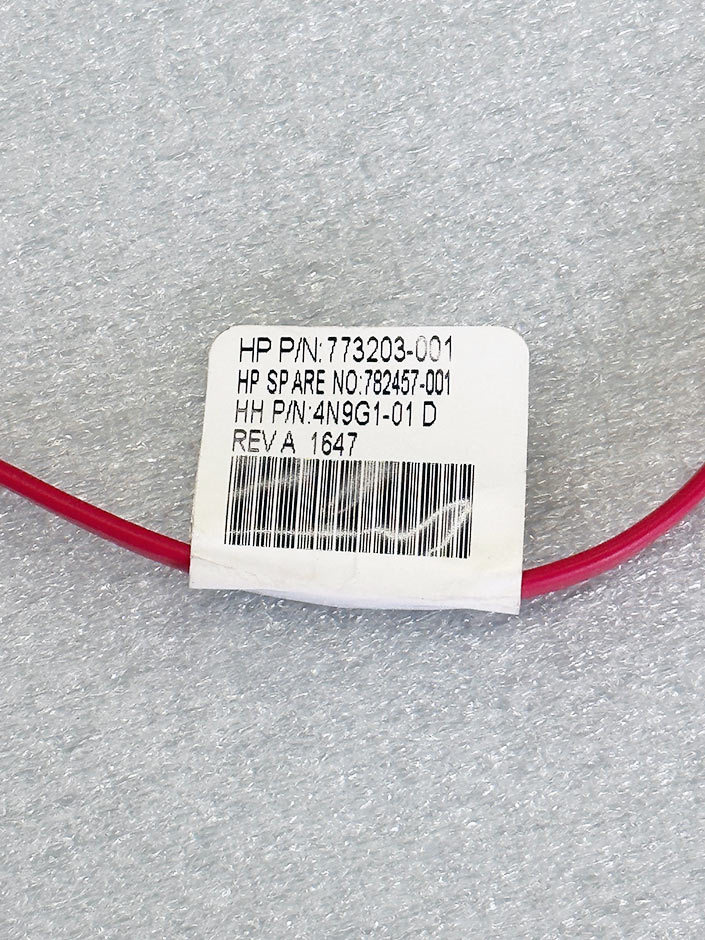 HP P/N:773203-001
HP SPARE NO:782457-001
HH P/N:4N9G1-01 D
REV A 1647